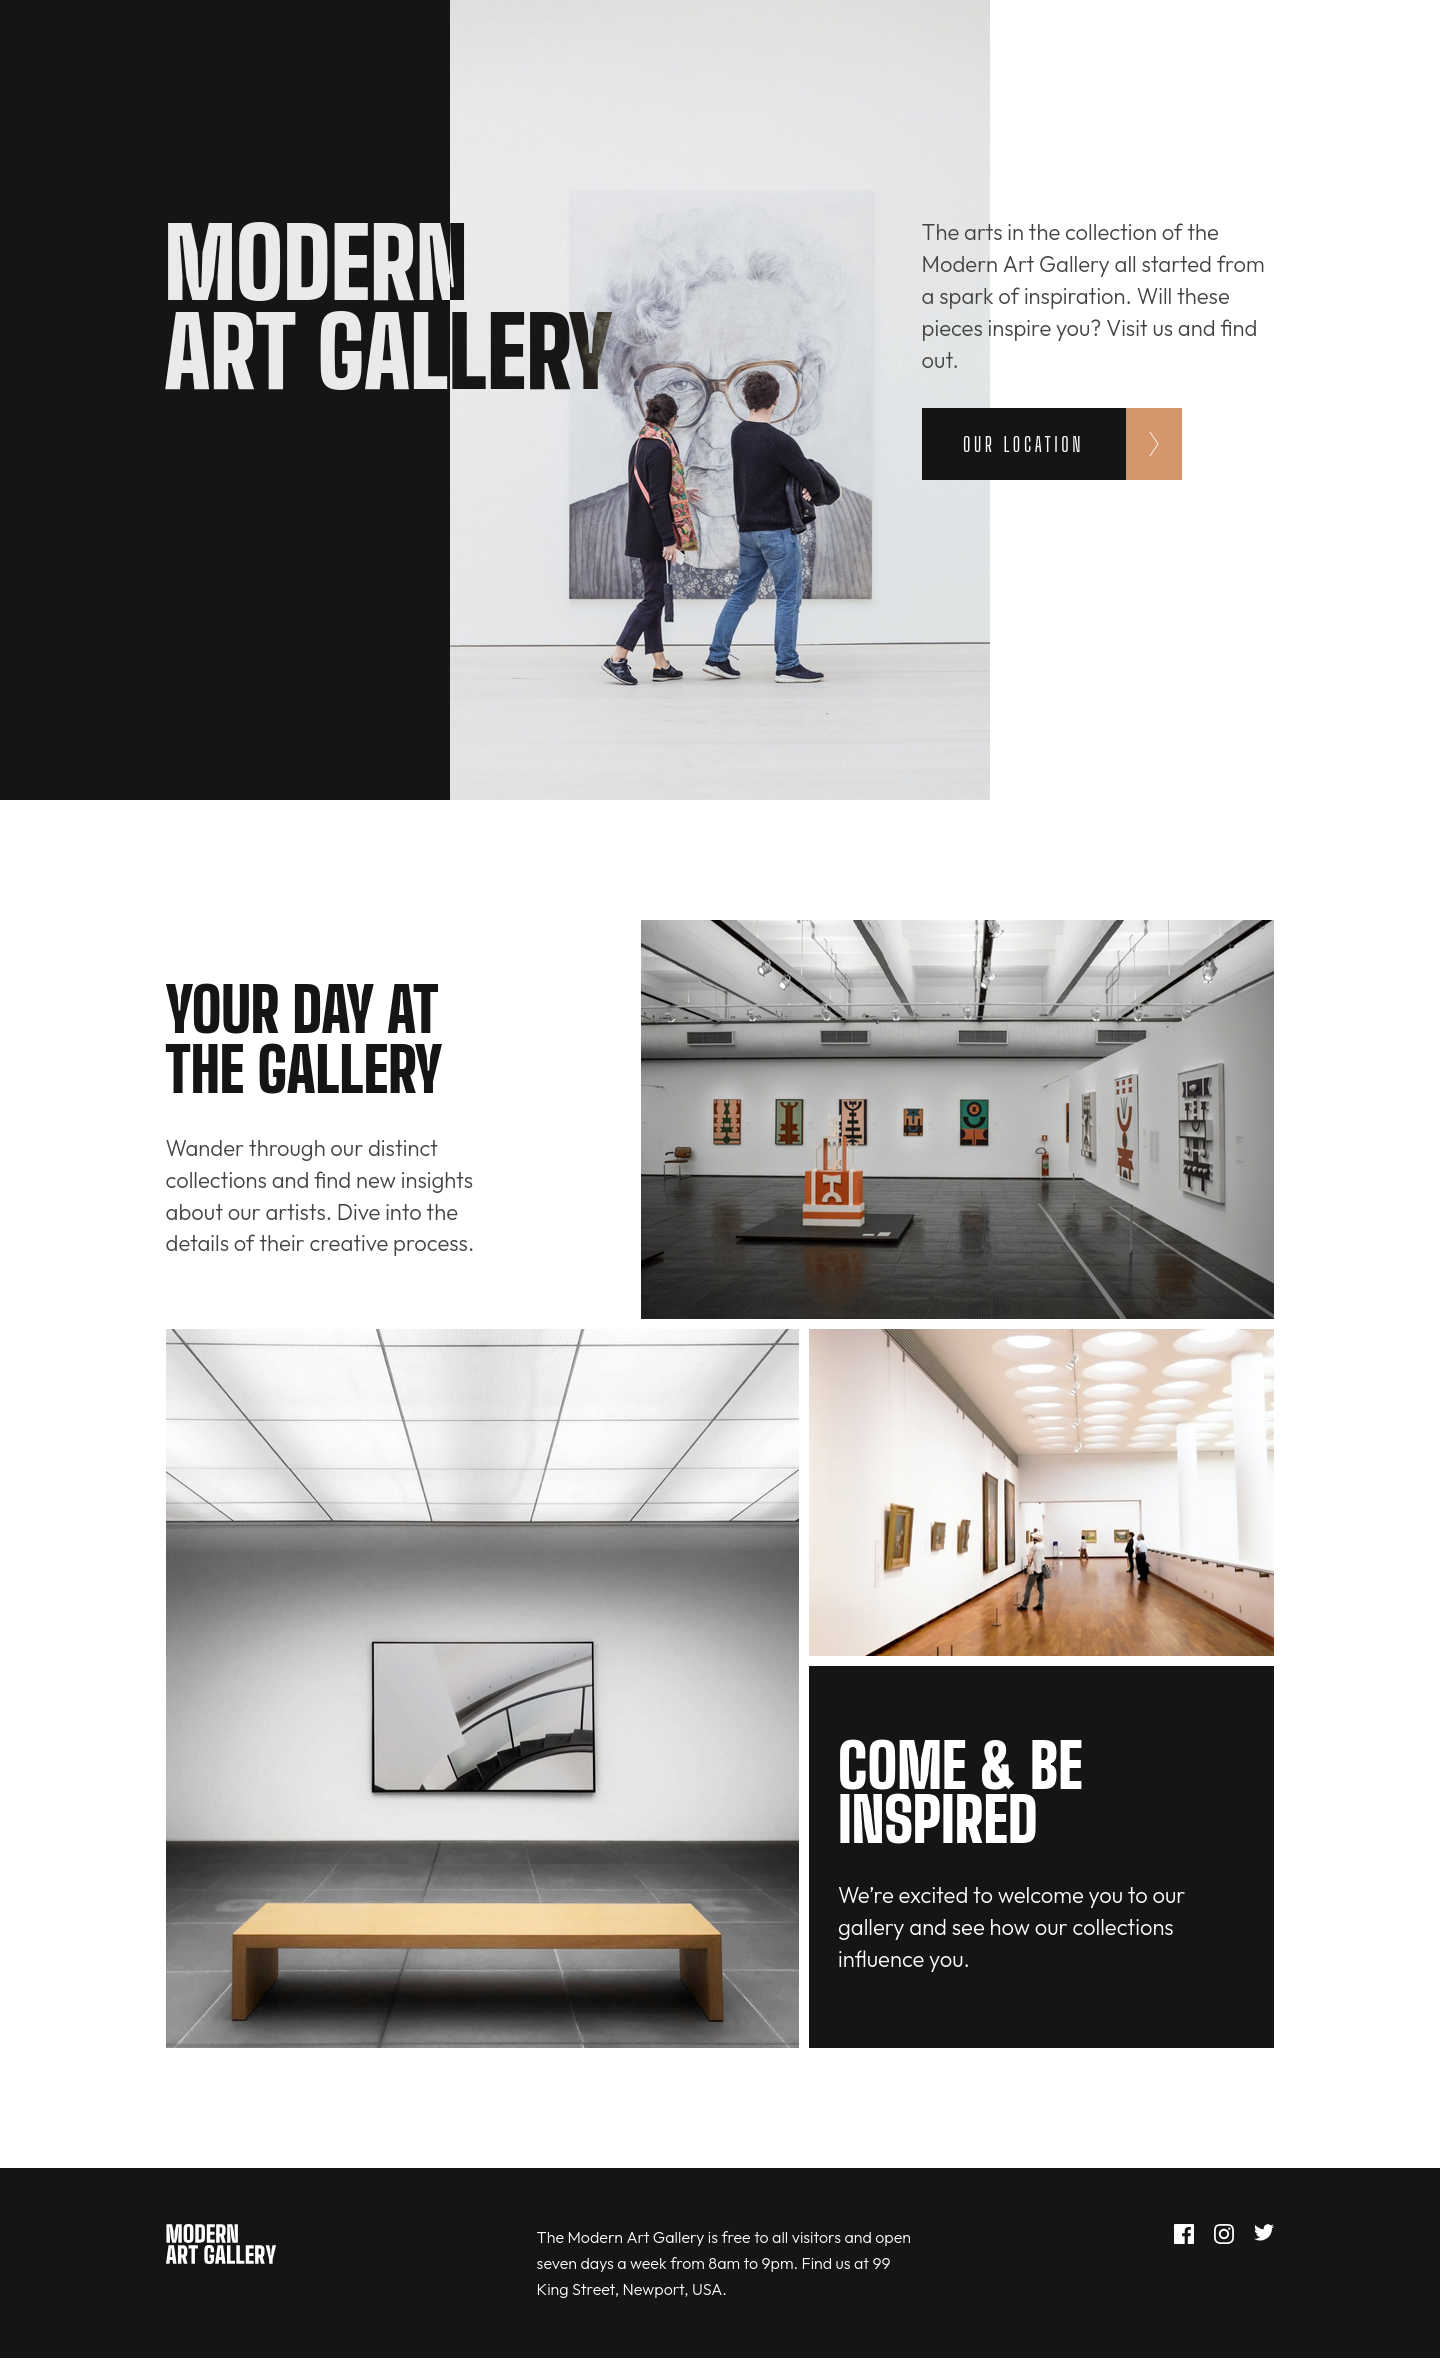 MODERN
ART GALLERY
The arts in the collection of the
Modern Art Gallery all started from
a spark of inspiration. Will these
pieces inspire you? Visit us and find
out.
OUR LOCATION
YOUR DAY AT
THE GALLERY
Wander through our distinct
collections and find new insights
about our artists. Dive into the
details of their creative process.
COME & BE
INSPIRED
We’re excited to welcome you to our
gallery and see how our collections
influence you.
MODERN
ART GALLERY
The Modern Art Gallery is free to all visitors and open
seven days a week from 8am to 9pm. Find us at 99
King Street, Newport, USA.